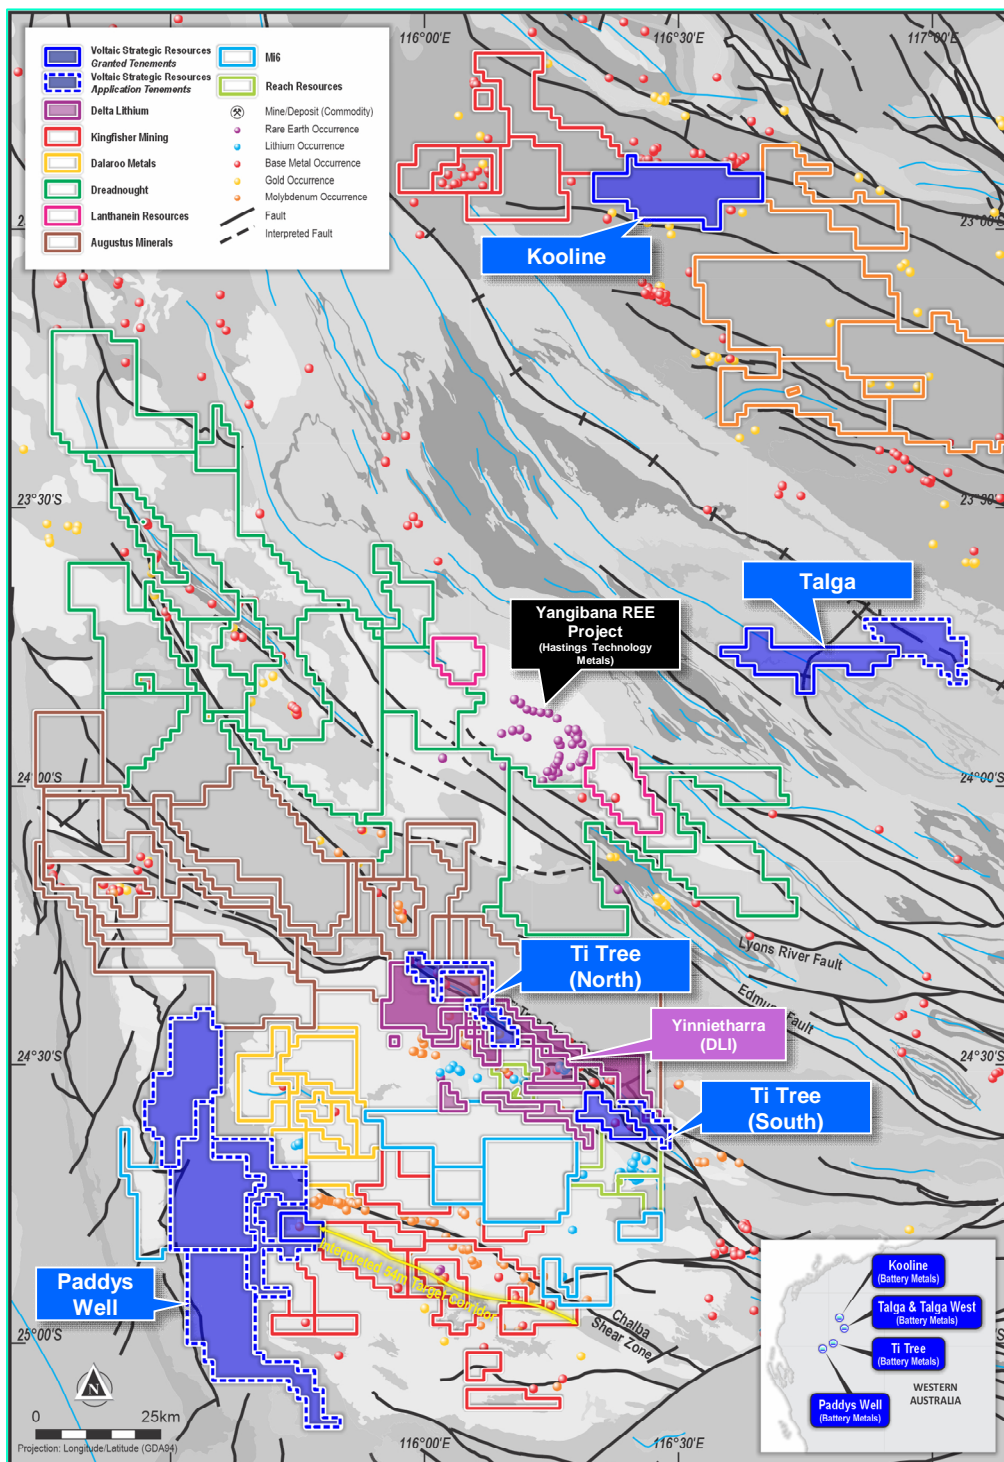 116°00'E
116°30'E
117°00'E
Voltaic Strategic Resources
Granted Tenements
Voltaic Strategic Resources
Application Tenements
Delta Lithium
Kingfisher Mining
Dalaroo Metals
Dreadnought
Lanthanein Resources
Augustus Minerals
Mi6
Reach Resources
Mine/Deposit (Commodity)
Rare Earth Occurrence
Lithium Occurrence
Base Metal Occurrence
Gold Occurrence
Molybdenum Occurrence
Fault
Interpreted Fault
23°00'S
Kooline
23°30'S
23°30'S
Talga
Yangibana REE
Project
(Hastings Technology
Metals)
24°00'S
24°00'S
Lyons River Fault
Ti Tree
(North)
Yinnietharra
(DLI)
24°30'S
24°30'S
Ti Tree
(South)
Paddys
Well
Interpreted 54m Target Corridor
Chalba
Shear Zone
25°00'S
N
0
25km
Projection: Longitude/Latitude (GDA94)
116°00'E
116°30'E
Kooline
(Battery Metals)
Talga & Talga West
(Battery Metals)
Ti Tree
(Battery Metals)
Paddys Well
(Battery Metals)
WESTERN
AUSTRALIA